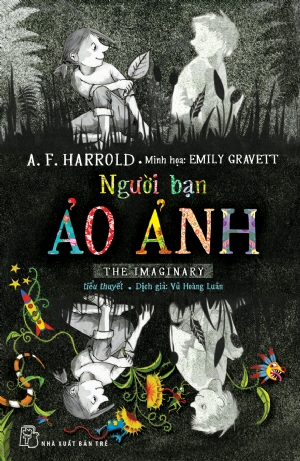 A. F. HARROLD • Minh họa: EMILY GRAVETT
Người bạn
ẢO ẢNH
THE IMAGINARY
tiểu thuyết • Dịch giả: Vũ Hoàng Luân
NHÀ XUẤT BẢN TRẺ